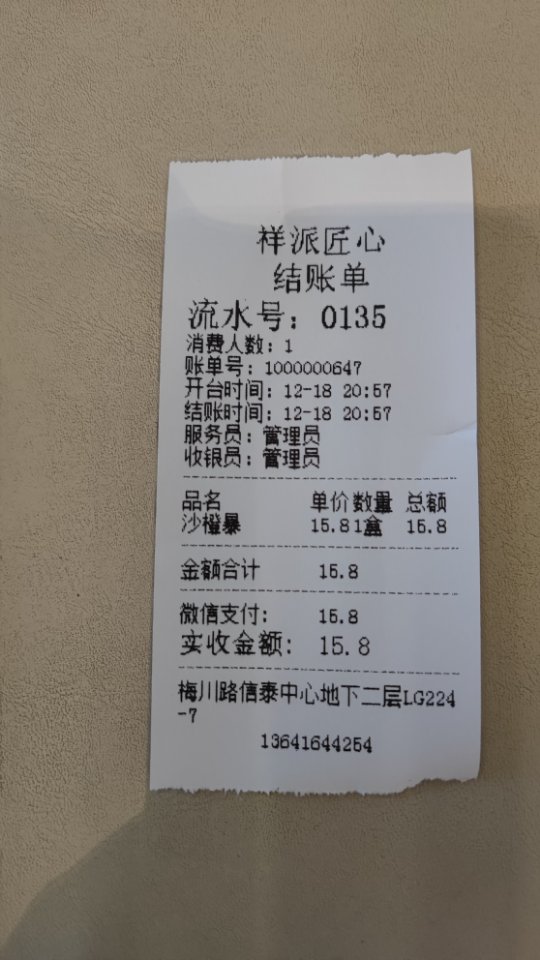 祥派匠心
结账单
流水号：0135
消费人数：1
账单号：1000000647
开台时间：12-18 20:57
结账时间：12-18 20:57
服务员：管理员
收银员：管理员
品名 单价数量 总额
沙橙暴 15.81盒 15.8
金额合计 15.8
微信支付： 15.8
实收金额： 15.8
梅川路信泰中心地下二层LG224
-7
13641644254